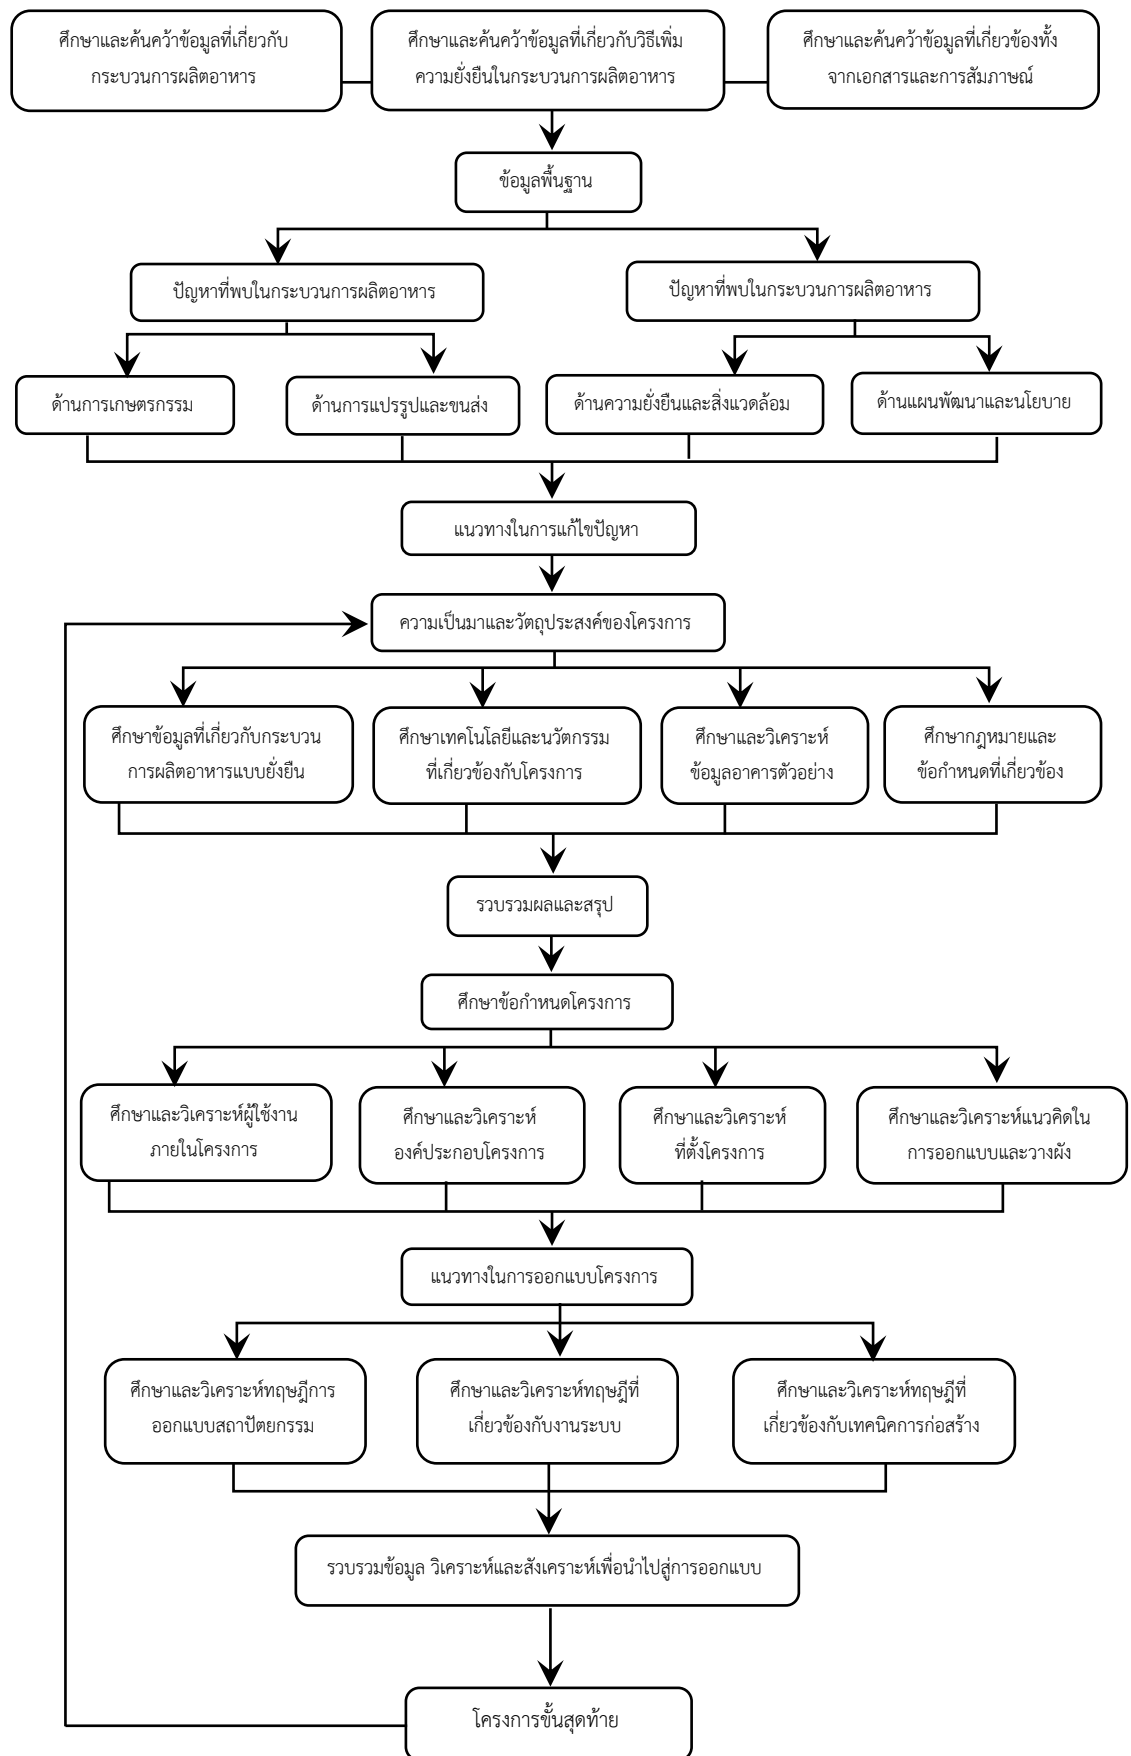 ศึกษาและค้นคว้าข้อมูลที่เกี่ยวกับ
กระบวนการผลิตอาหาร
ศึกษาและค้นคว้าข้อมูลที่เกี่ยวกับวิธีเพิ่ม
ความยั่งยืนในกระบวนการผลิตอาหาร
ศึกษาและค้นคว้าข้อมูลที่เกี่ยวข้องทั้ง
จากเอกสารและการสัมภาษณ์
ข้อมูลพื้นฐาน
ปัญหาที่พบในกระบวนการผลิตอาหาร
ปัญหาที่พบในกระบวนการผลิตอาหาร
ด้านการเกษตรกรรม
ด้านการแปรรูปและขนส่ง
ด้านความยั่งยืนและสิ่งแวดล้อม
ด้านแผนพัฒนาและนโยบาย
แนวทางในการแก้ไขปัญหา
ความเป็นมาและวัตถุประสงค์ของโครงการ
ศึกษาข้อมูลที่เกี่ยวกับกระบวน
การผลิตอาหารแบบยั่งยืน
ศึกษาเทคโนโลยีและนวัตกรรม
ที่เกี่ยวข้องกับโครงการ
ศึกษาและวิเคราะห์
ข้อมูลอาคารตัวอย่าง
ศึกษากฎหมายและ
ข้อกำหนดที่เกี่ยวข้อง
รวบรวมผลและสรุป
ศึกษาข้อกำหนดโครงการ
ศึกษาและวิเคราะห์ผู้ใช้งาน
ภายในโครงการ
ศึกษาและวิเคราะห์
องค์ประกอบโครงการ
ศึกษาและวิเคราะห์
ที่ตั้งโครงการ
ศึกษาและวิเคราะห์แนวคิดใน
การออกแบบและวางผัง
แนวทางในการออกแบบโครงการ
ศึกษาและวิเคราะห์ทฤษฎีการ
ออกแบบสถาปัตยกรรม
ศึกษาและวิเคราะห์ทฤษฎีที่
เกี่ยวข้องกับงานระบบ
ศึกษาและวิเคราะห์ทฤษฎีที่
เกี่ยวข้องกับเทคนิคการก่อสร้าง
รวบรวมข้อมูล วิเคราะห์และสังเคราะห์เพื่อนำไปสู่การออกแบบ
โครงการขั้นสุดท้าย